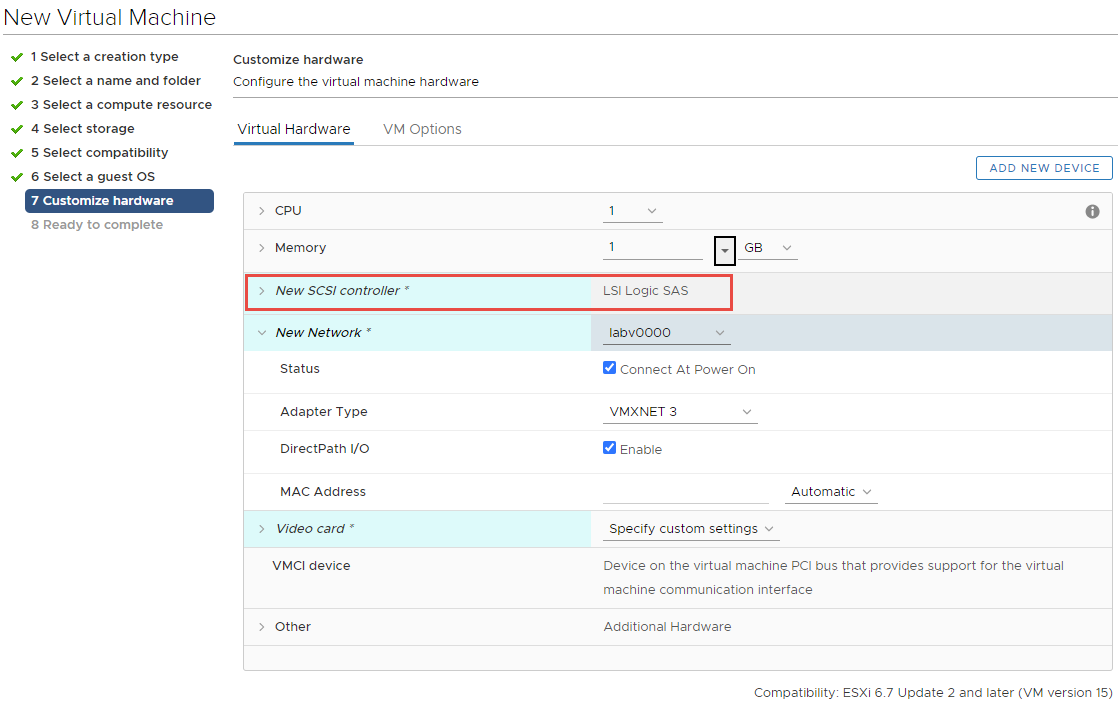 New Virtual Machine
1 Select a creation type
2 Select a name and folder
3 Select a compute resource
4 Select storage
5 Select compatibility
6 Select a guest OS
7 Customize hardware
8 Ready to complete
Customize hardware
Configure the virtual machine hardware
Virtual Hardware VM Options
ADD NEW DEVICE
CPU 1
Memory 1 GB
New SCSI controller * LSI Logic SAS
New Network * labv0000
Status Connect At Power On
Adapter Type VMXNET 3
DirectPath I/O Enable
MAC Address Automatic
Video card * Specify custom settings
VMCI device Device on the virtual machine PCI bus that provides support for the virtual
machine communication interface
Other Additional Hardware
Compatibility: ESXi 6.7 Update 2 and later (VM version 15)